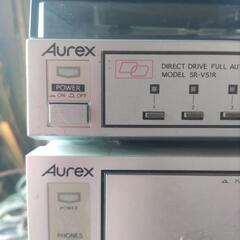 Aurex
DIRECT DRIVE FULL AU
MODEL SR-V51R
POWER
ON OFF
Aurex
POWER
PHONES